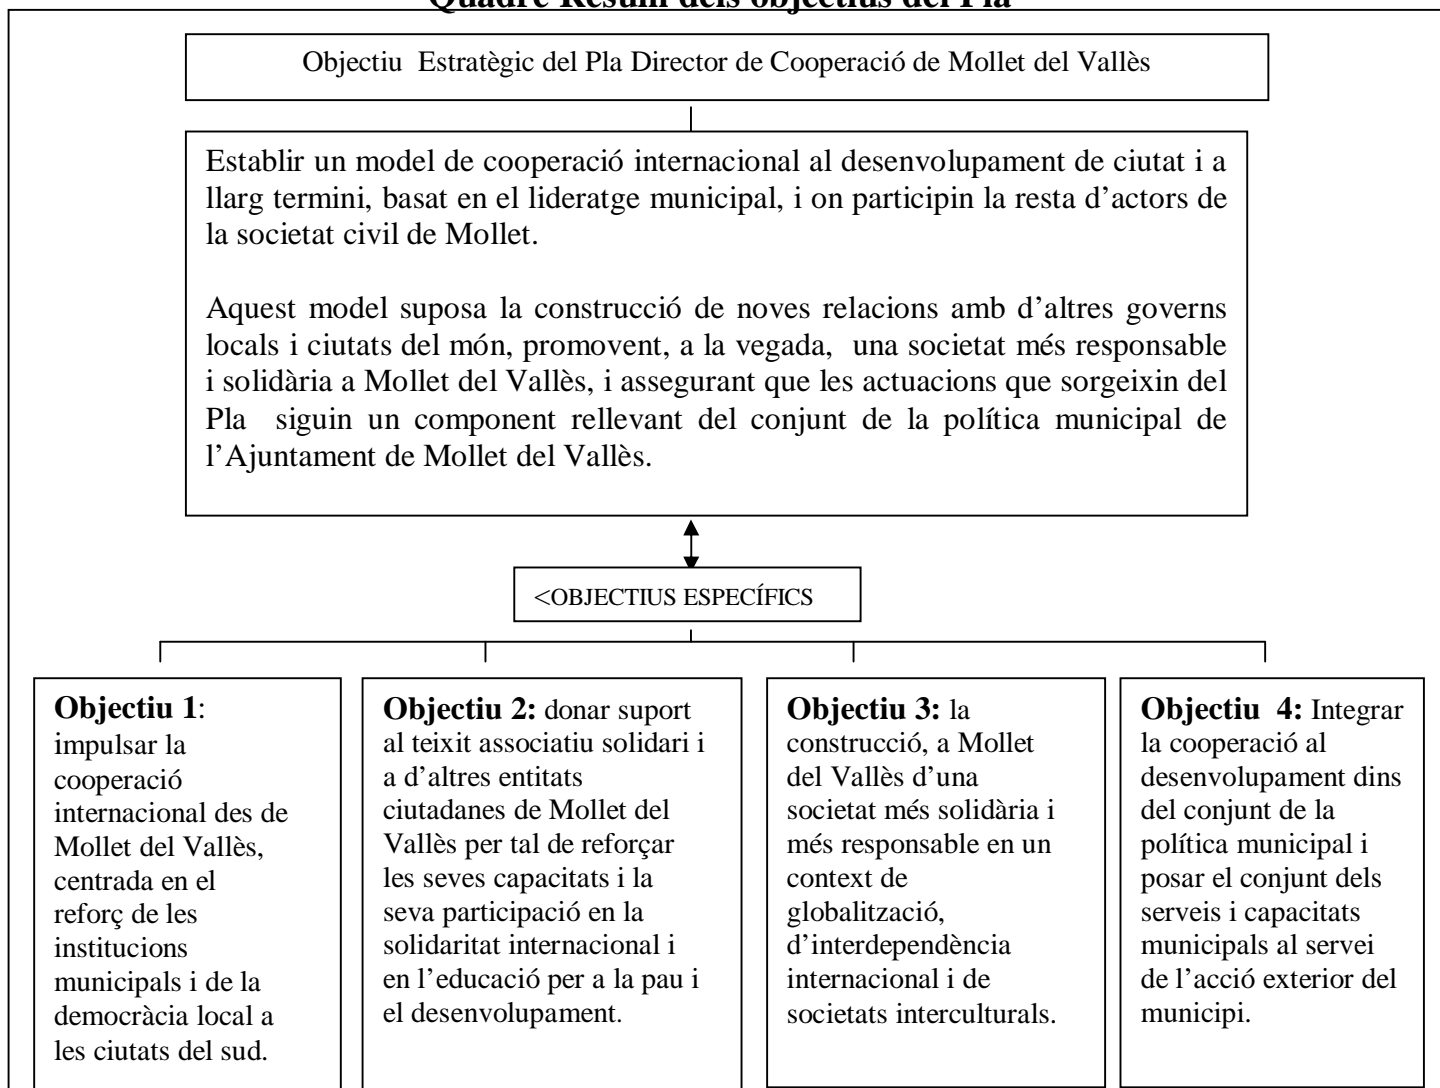 Quadre Resum dels objectius del Pla
Objectiu Estratègic del Pla Director de Cooperació de Mollet del Vallès
Establir un model de cooperació internacional al desenvolupament de ciutat i a
llarg termini, basat en el lideratge municipal, i on participin la resta d’actors de
la societat civil de Mollet.
Aquest model suposa la construcció de noves relacions amb d’altres governs
locals i ciutats del món, promovent, a la vegada, una societat més responsable
i solidària a Mollet del Vallès, i assegurant que les actuacions que sorgeixin del
Pla siguin un component rellevant del conjunt de la política municipal de
l’Ajuntament de Mollet del Vallès.
<OBJECTIUS ESPECÍFICS
Objectiu 1:
impulsar la
cooperació
internacional des de
Mollet del Vallès,
centrada en el
reforç de les
institucions
municipals i de la
democràcia local a
les ciutats del sud.
Objectiu 2: donar suport
al teixit associatiu solidari i
a d’altres entitats
ciutadanes de Mollet del
Vallès per tal de reforçar
les seves capacitats i la
seva participació en la
solidaritat internacional i
en l’educació per a la pau i
el desenvolupament.
Objectiu 3: la
construcció, a Mollet
del Vallès d’una
societat més solidària i
més responsable en un
context de
globalització,
d’interdependència
internacional i de
societats interculturals.
Objectiu 4: Integrar
la cooperació al
desenvolupament dins
del conjunt de la
política municipal i
posar el conjunt dels
serveis i capacitats
municipals al servei
de l’acció exterior del
municipi.